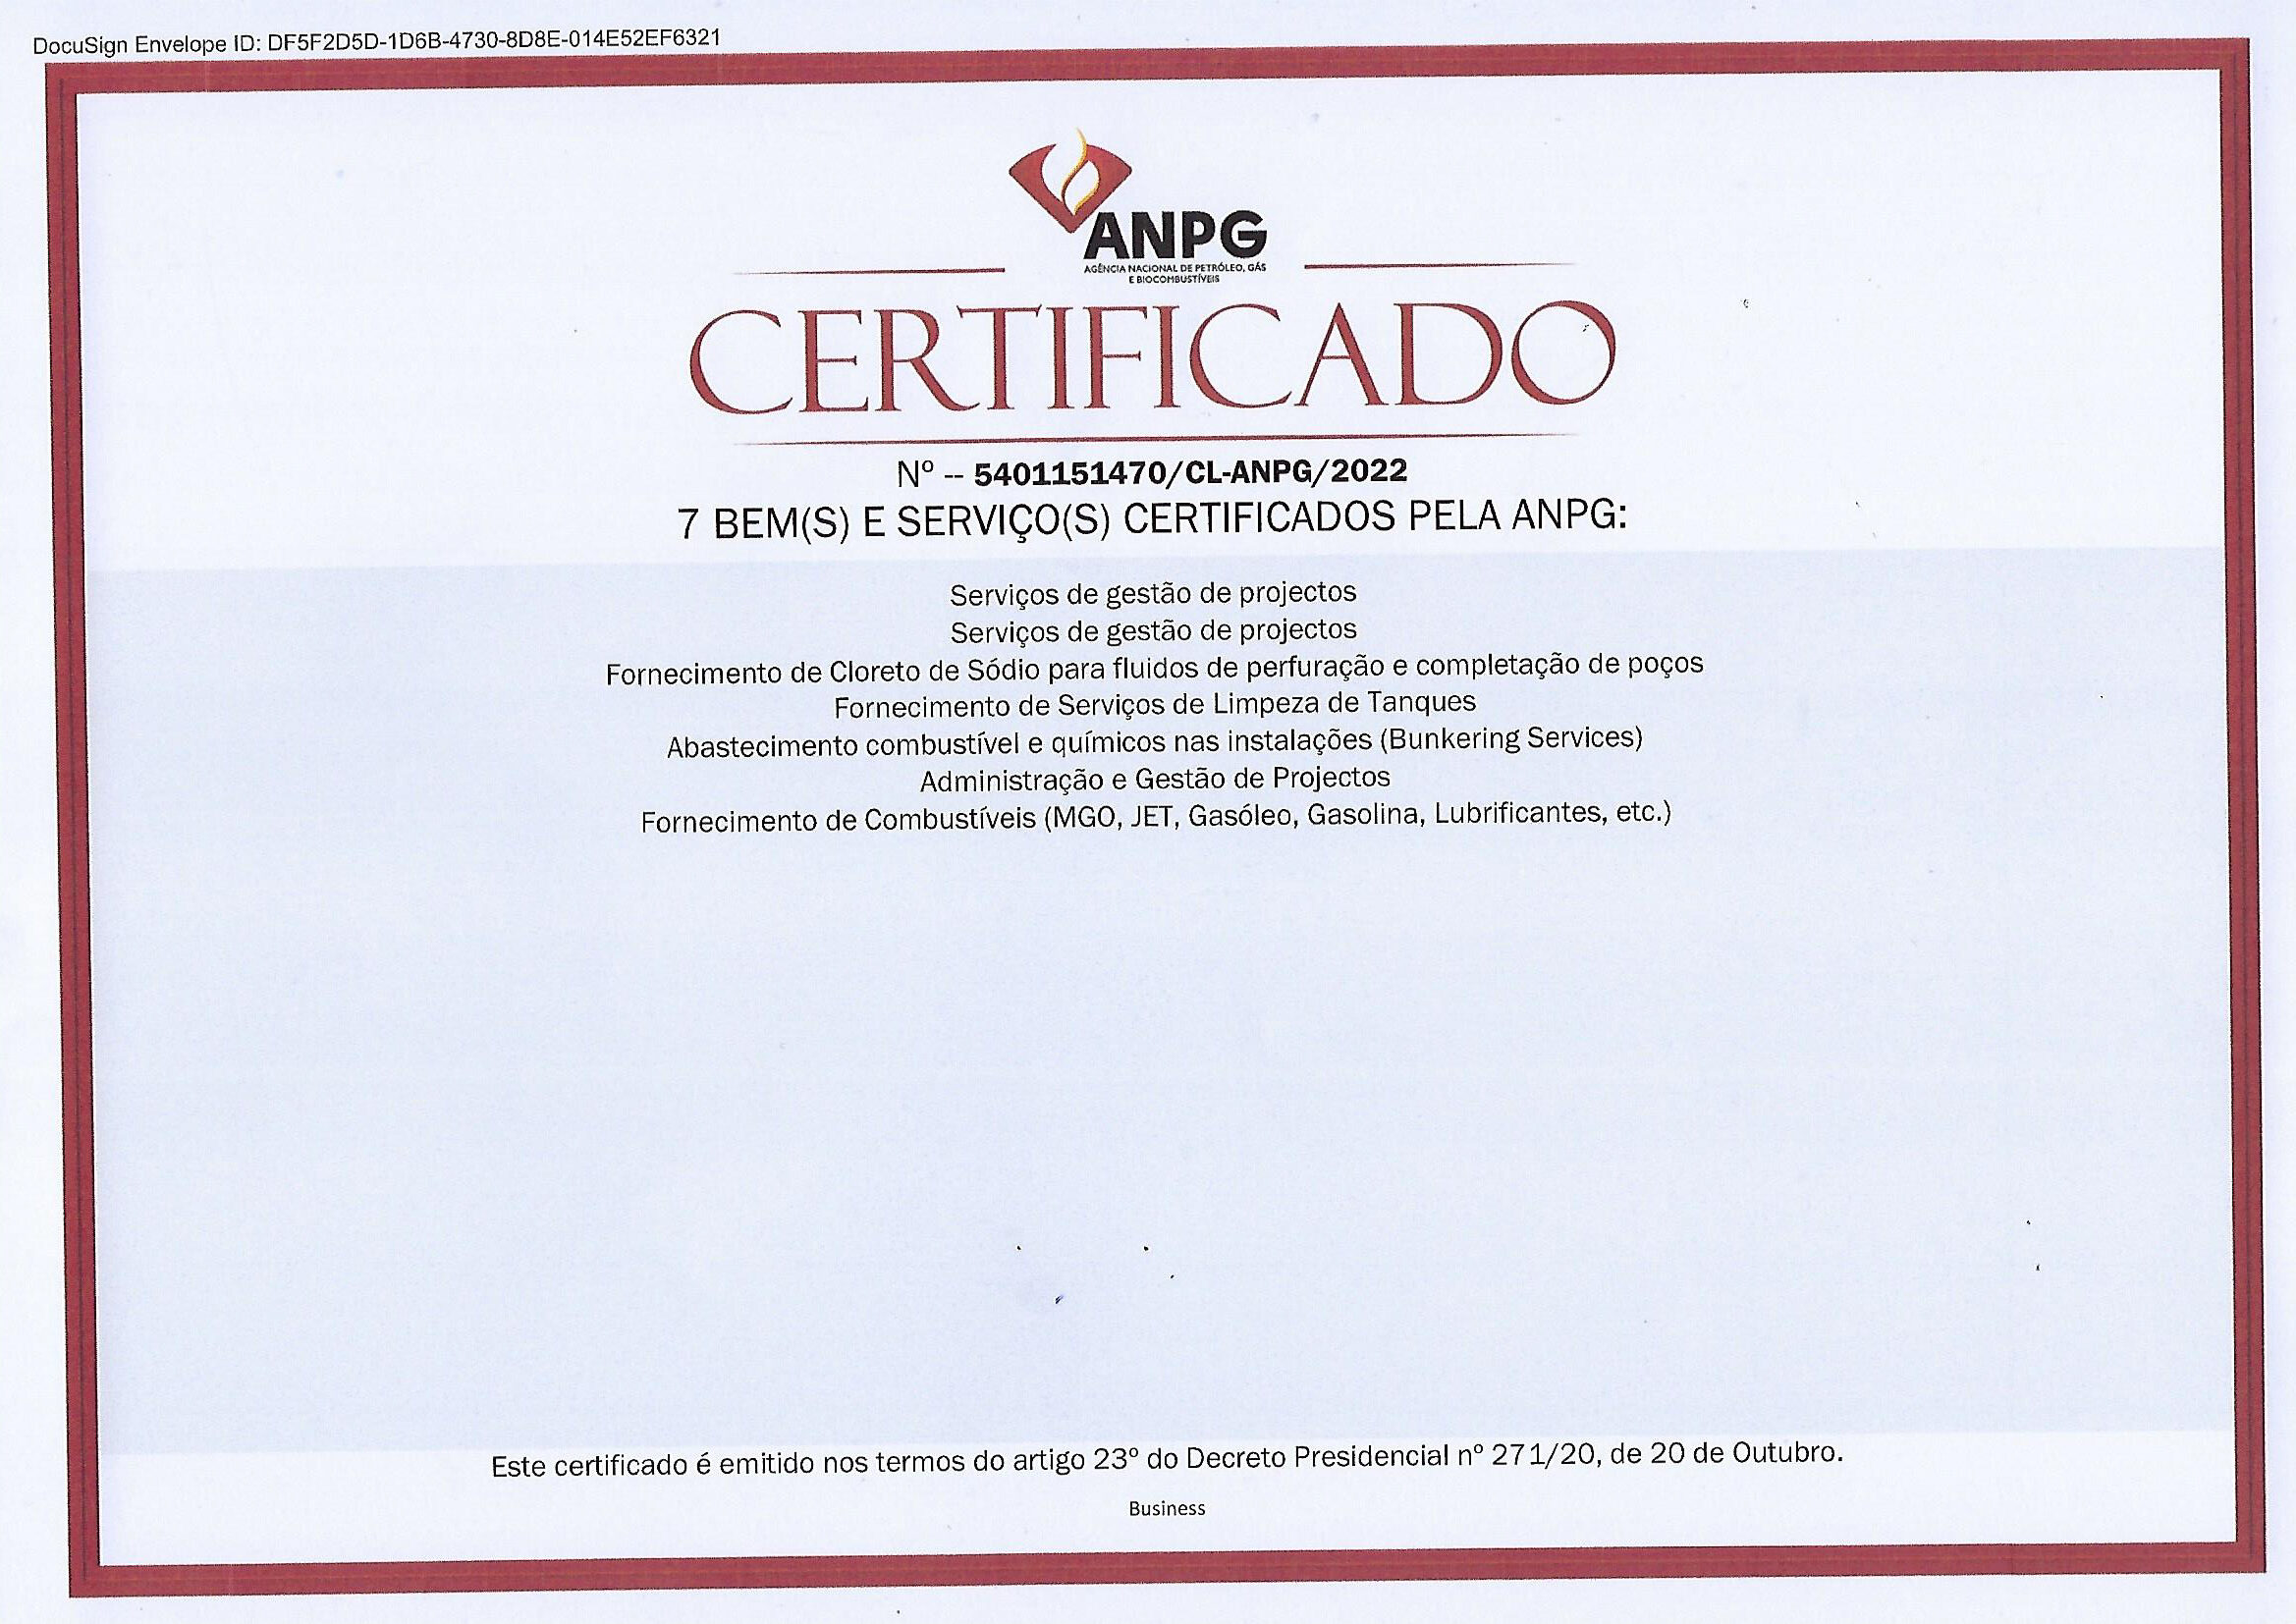 DocuSign Envelope ID: DF5F2D5D-1D6B-4730-8D8E-014E52EF6321
ANPG
AGÊNCIA NACIONAL DE PETRÓLEO, GÁS
E BIOCOMBUSTÍVEIS
CERTIFICADO
Nº -- 5401151470/CL-ANPG/2022
7 BEM(S) E SERVIÇO(S) CERTIFICADOS PELA ANPG:
Serviços de gestão de projectos
Serviços de gestão de projectos
Fornecimento de Cloreto de Sódio para fluidos de perfuração e completação de poços
Fornecimento de Serviços de Limpeza de Tanques
Abastecimento combustível e químicos nas instalações (Bunkering Services)
Administração e Gestão de Projectos
Fornecimento de Combustíveis (MGO, JET, Gasóleo, Gasolina, Lubrificantes, etc.)
Este certificado é emitido nos termos do artigo 23º do Decreto Presidencial nº 271/20, de 20 de Outubro.
Business